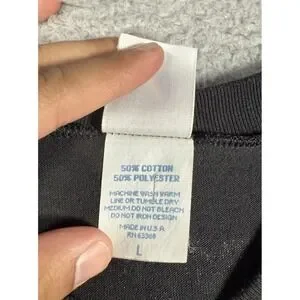 50% COTTON
50% POLYESTER
MACHINE WASH WARM
LINE OR TUMBLE DRY
MEDIUM DO NOT BLEACH
DO NOT IRON DESIGN
MADE IN U.S.A
RN 63369
L